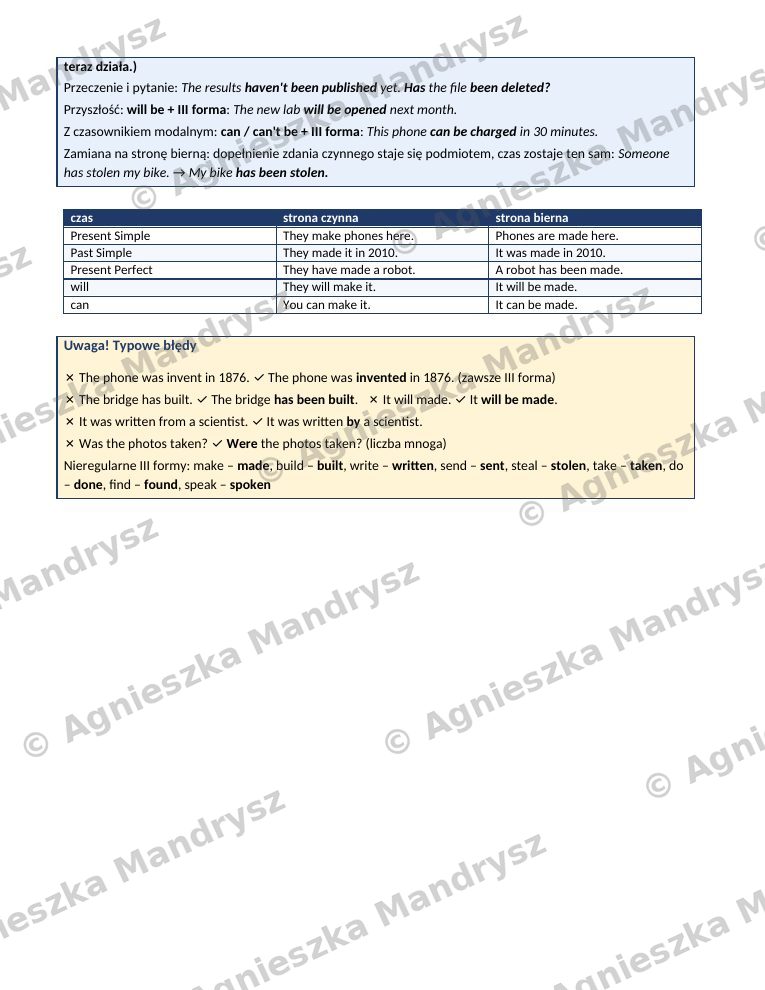 teraz działa.)
Przeczenie i pytanie: The results haven't been published yet. Has the file been deleted?
Przyszłość: will be + III forma: The new lab will be opened next month.
Z czasownikiem modalnym: can / can't be + III forma: This phone can be charged in 30 minutes.
Zamiana na stronę bierną: dopełnienie zdania czynnego staje się podmiotem, czas zostaje ten sam: Someone
has stolen my bike. → My bike has been stolen.
czas strona czynna strona bierna
Present Simple They make phones here. Phones are made here.
Past Simple They made it in 2010. It was made in 2010.
Present Perfect They have made a robot. A robot has been made.
will They will make it. It will be made.
can You can make it. It can be made.
Uwaga! Typowe błędy
✕ The phone was invent in 1876. ✓ The phone was invented in 1876. (zawsze III forma)
✕ The bridge has built. ✓ The bridge has been built. ✕ It will made. ✓ It will be made.
✕ It was written from a scientist. ✓ It was written by a scientist.
✕ Was the photos taken? ✓ Were the photos taken? (liczba mnoga)
Nieregularne III formy: make – made, build – built, write – written, send – sent, steal – stolen, take – taken, do
– done, find – found, speak – spoken
© Agnieszka Mandrysz